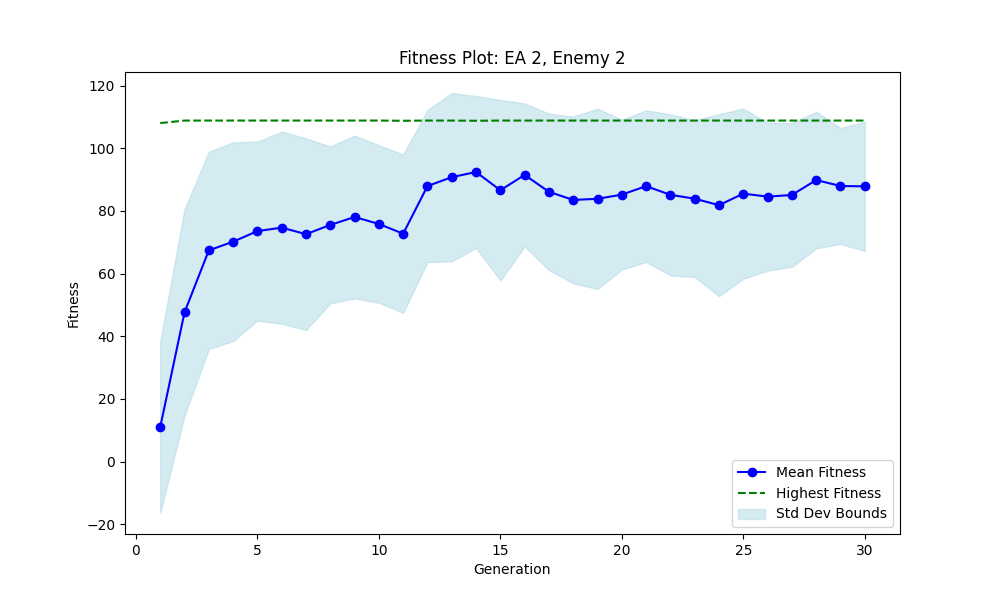 Fitness Plot: EA 2, Enemy 2
120
100
80
60
40
20
0
−20
Fitness
0 5 10 15 20 25 30
Generation
Mean Fitness
Highest Fitness
Std Dev Bounds